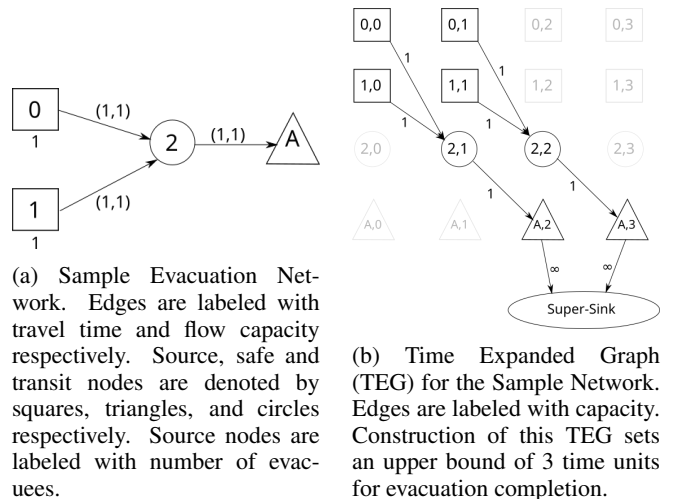 0
1
(1,1)
2
(1,1)
A
1
1
(1,1)
(a) Sample Evacuation Net-
work. Edges are labeled with
travel time and flow capacity
respectively. Source, safe and
transit nodes are denoted by
squares, triangles, and circles
respectively. Source nodes are
labeled with number of evac-
uees.
0,0 0,1 0,2 0,3
1 1
1,0 1,1 1,2 1,3
1 1
2,0 2,1 2,2 2,3
1 1
A,0 A,1 A,2 A,3
∞ ∞
Super-Sink
(b) Time Expanded Graph
(TEG) for the Sample Network.
Edges are labeled with capacity.
Construction of this TEG sets
an upper bound of 3 time units
for evacuation completion.